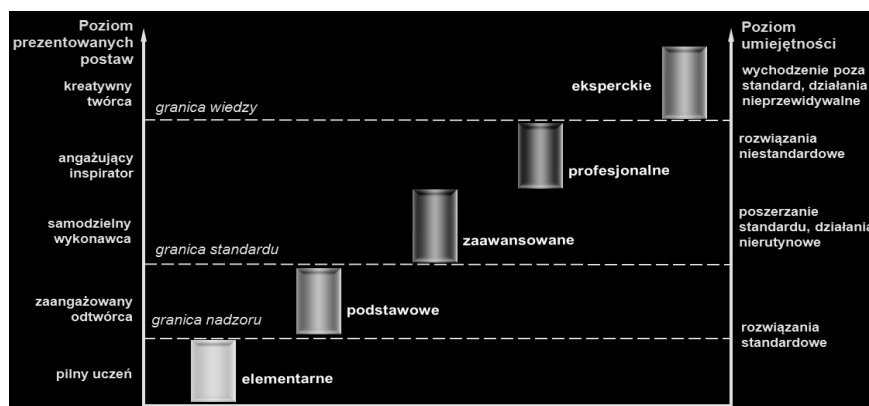 Poziom
prezentowanych
postaw
kreatywny
twórca
angażujący
inspirator
samodzielny
wykonawca
zaangażowany
odtwórca
pilny uczeń
granica wiedzy
granica standardu
granica nadzoru
eksperckie
profesjonalne
zaawansowane
podstawowe
elementarne
Poziom
umiejętności
wychodzenie poza
standard, działania
nieprzewidywalne
rozwiązania
niestandardowe
poszerzanie
standardu, działania
nierutynowe
rozwiązania
standardowe